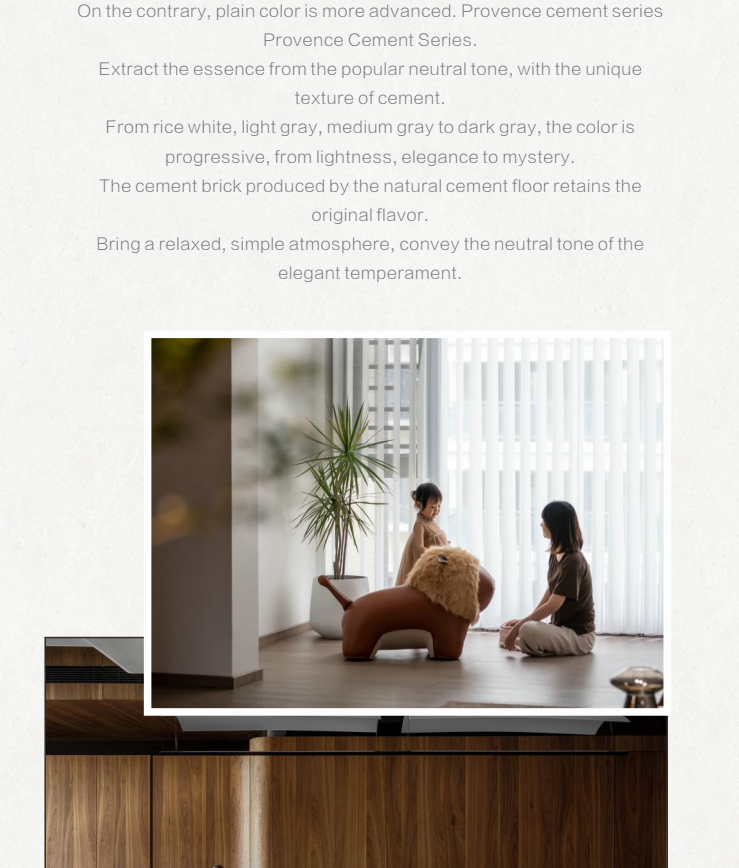 On the contrary, plain color is more advanced. Provence cement series
Provence Cement Series.
Extract the essence from the popular neutral tone, with the unique
texture of cement.
From rice white, light gray, medium gray to dark gray, the color is
progressive, from lightness, elegance to mystery.
The cement brick produced by the natural cement floor retains the
original flavor.
Bring a relaxed, simple atmosphere, convey the neutral tone of the
elegant temperament.